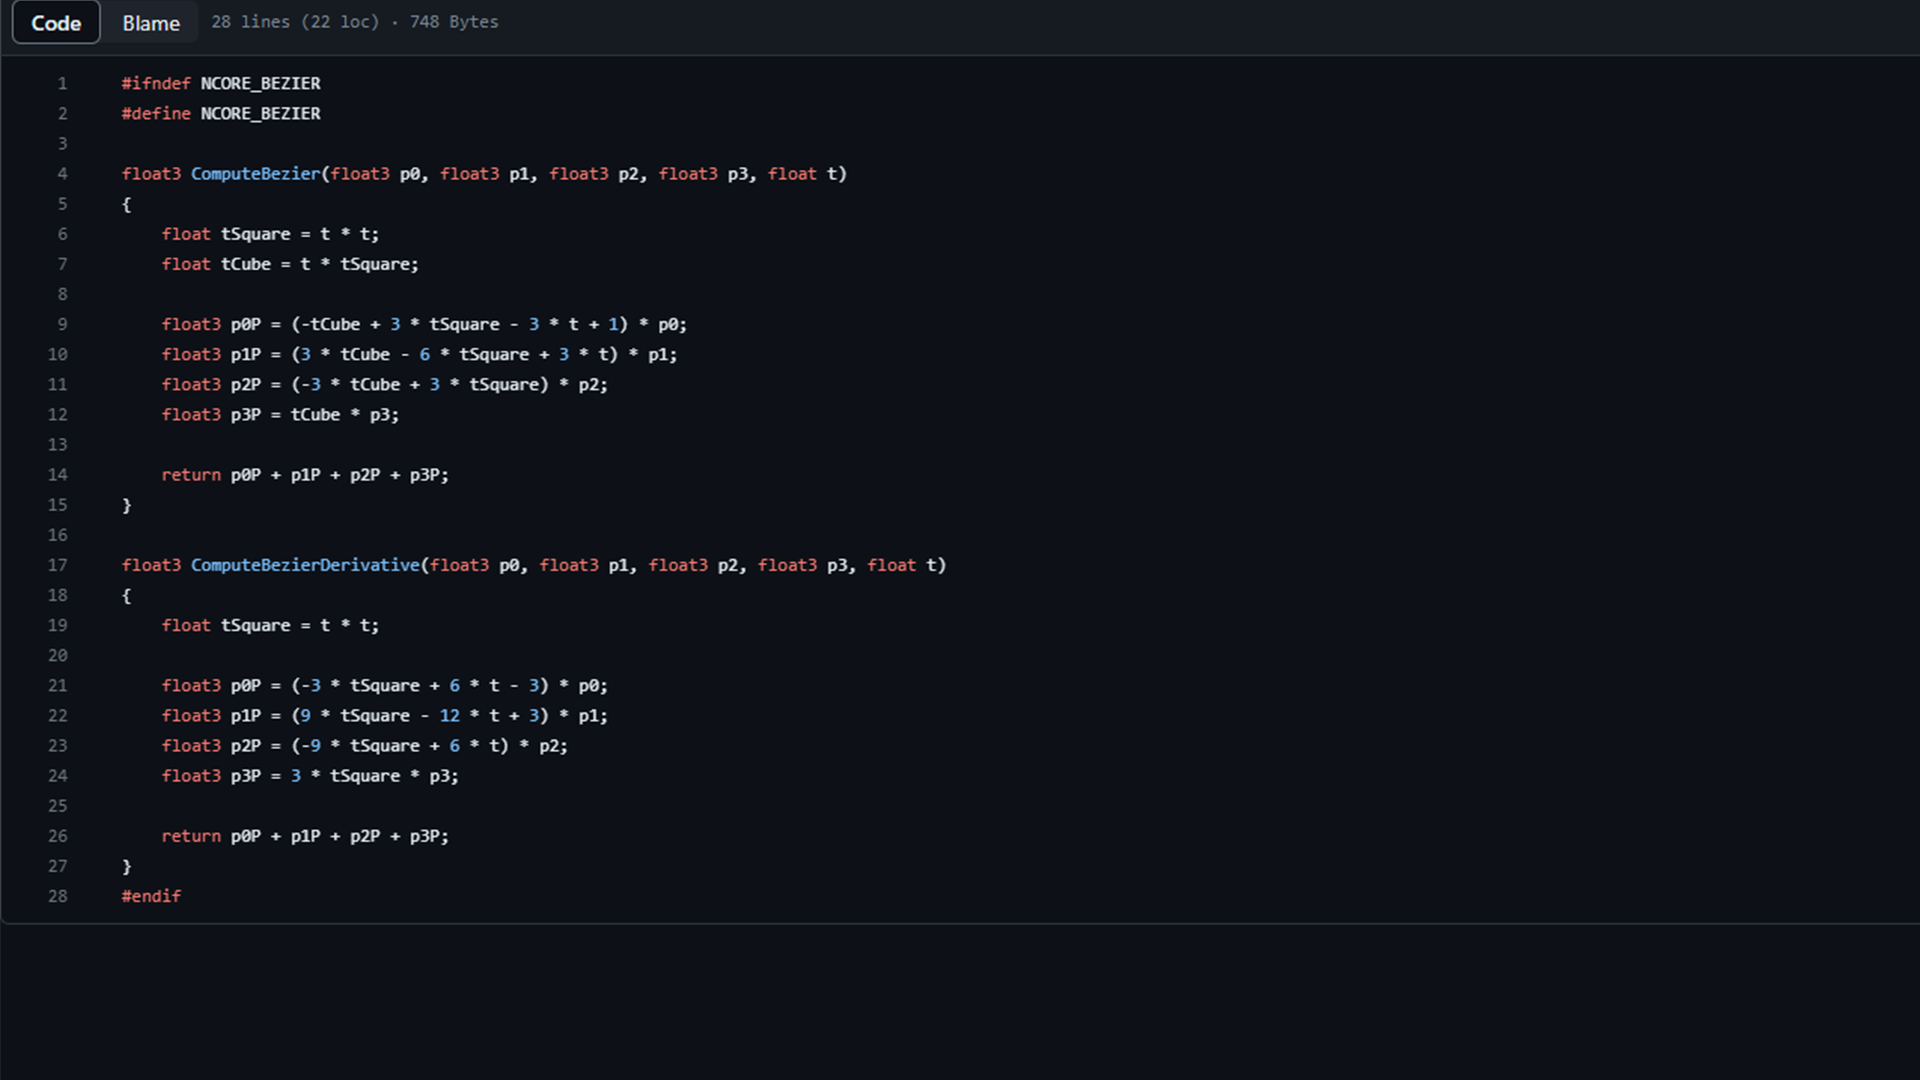 Code Blame 28 lines (22 loc) · 748 Bytes
1 #ifndef NCORE_BEZIER
2 #define NCORE_BEZIER
3
4 float3 ComputeBezier(float3 p0, float3 p1, float3 p2, float3 p3, float t)
5 {
6 float tSquare = t * t;
7 float tCube = t * tSquare;
8
9 float3 p0P = (-tCube + 3 * tSquare - 3 * t + 1) * p0;
10 float3 p1P = (3 * tCube - 6 * tSquare + 3 * t) * p1;
11 float3 p2P = (-3 * tCube + 3 * tSquare) * p2;
12 float3 p3P = tCube * p3;
13
14 return p0P + p1P + p2P + p3P;
15 }
16
17 float3 ComputeBezierDerivative(float3 p0, float3 p1, float3 p2, float3 p3, float t)
18 {
19 float tSquare = t * t;
20
21 float3 p0P = (-3 * tSquare + 6 * t - 3) * p0;
22 float3 p1P = (9 * tSquare - 12 * t + 3) * p1;
23 float3 p2P = (-9 * tSquare + 6 * t) * p2;
24 float3 p3P = 3 * tSquare * p3;
25
26 return p0P + p1P + p2P + p3P;
27 }
28 #endif